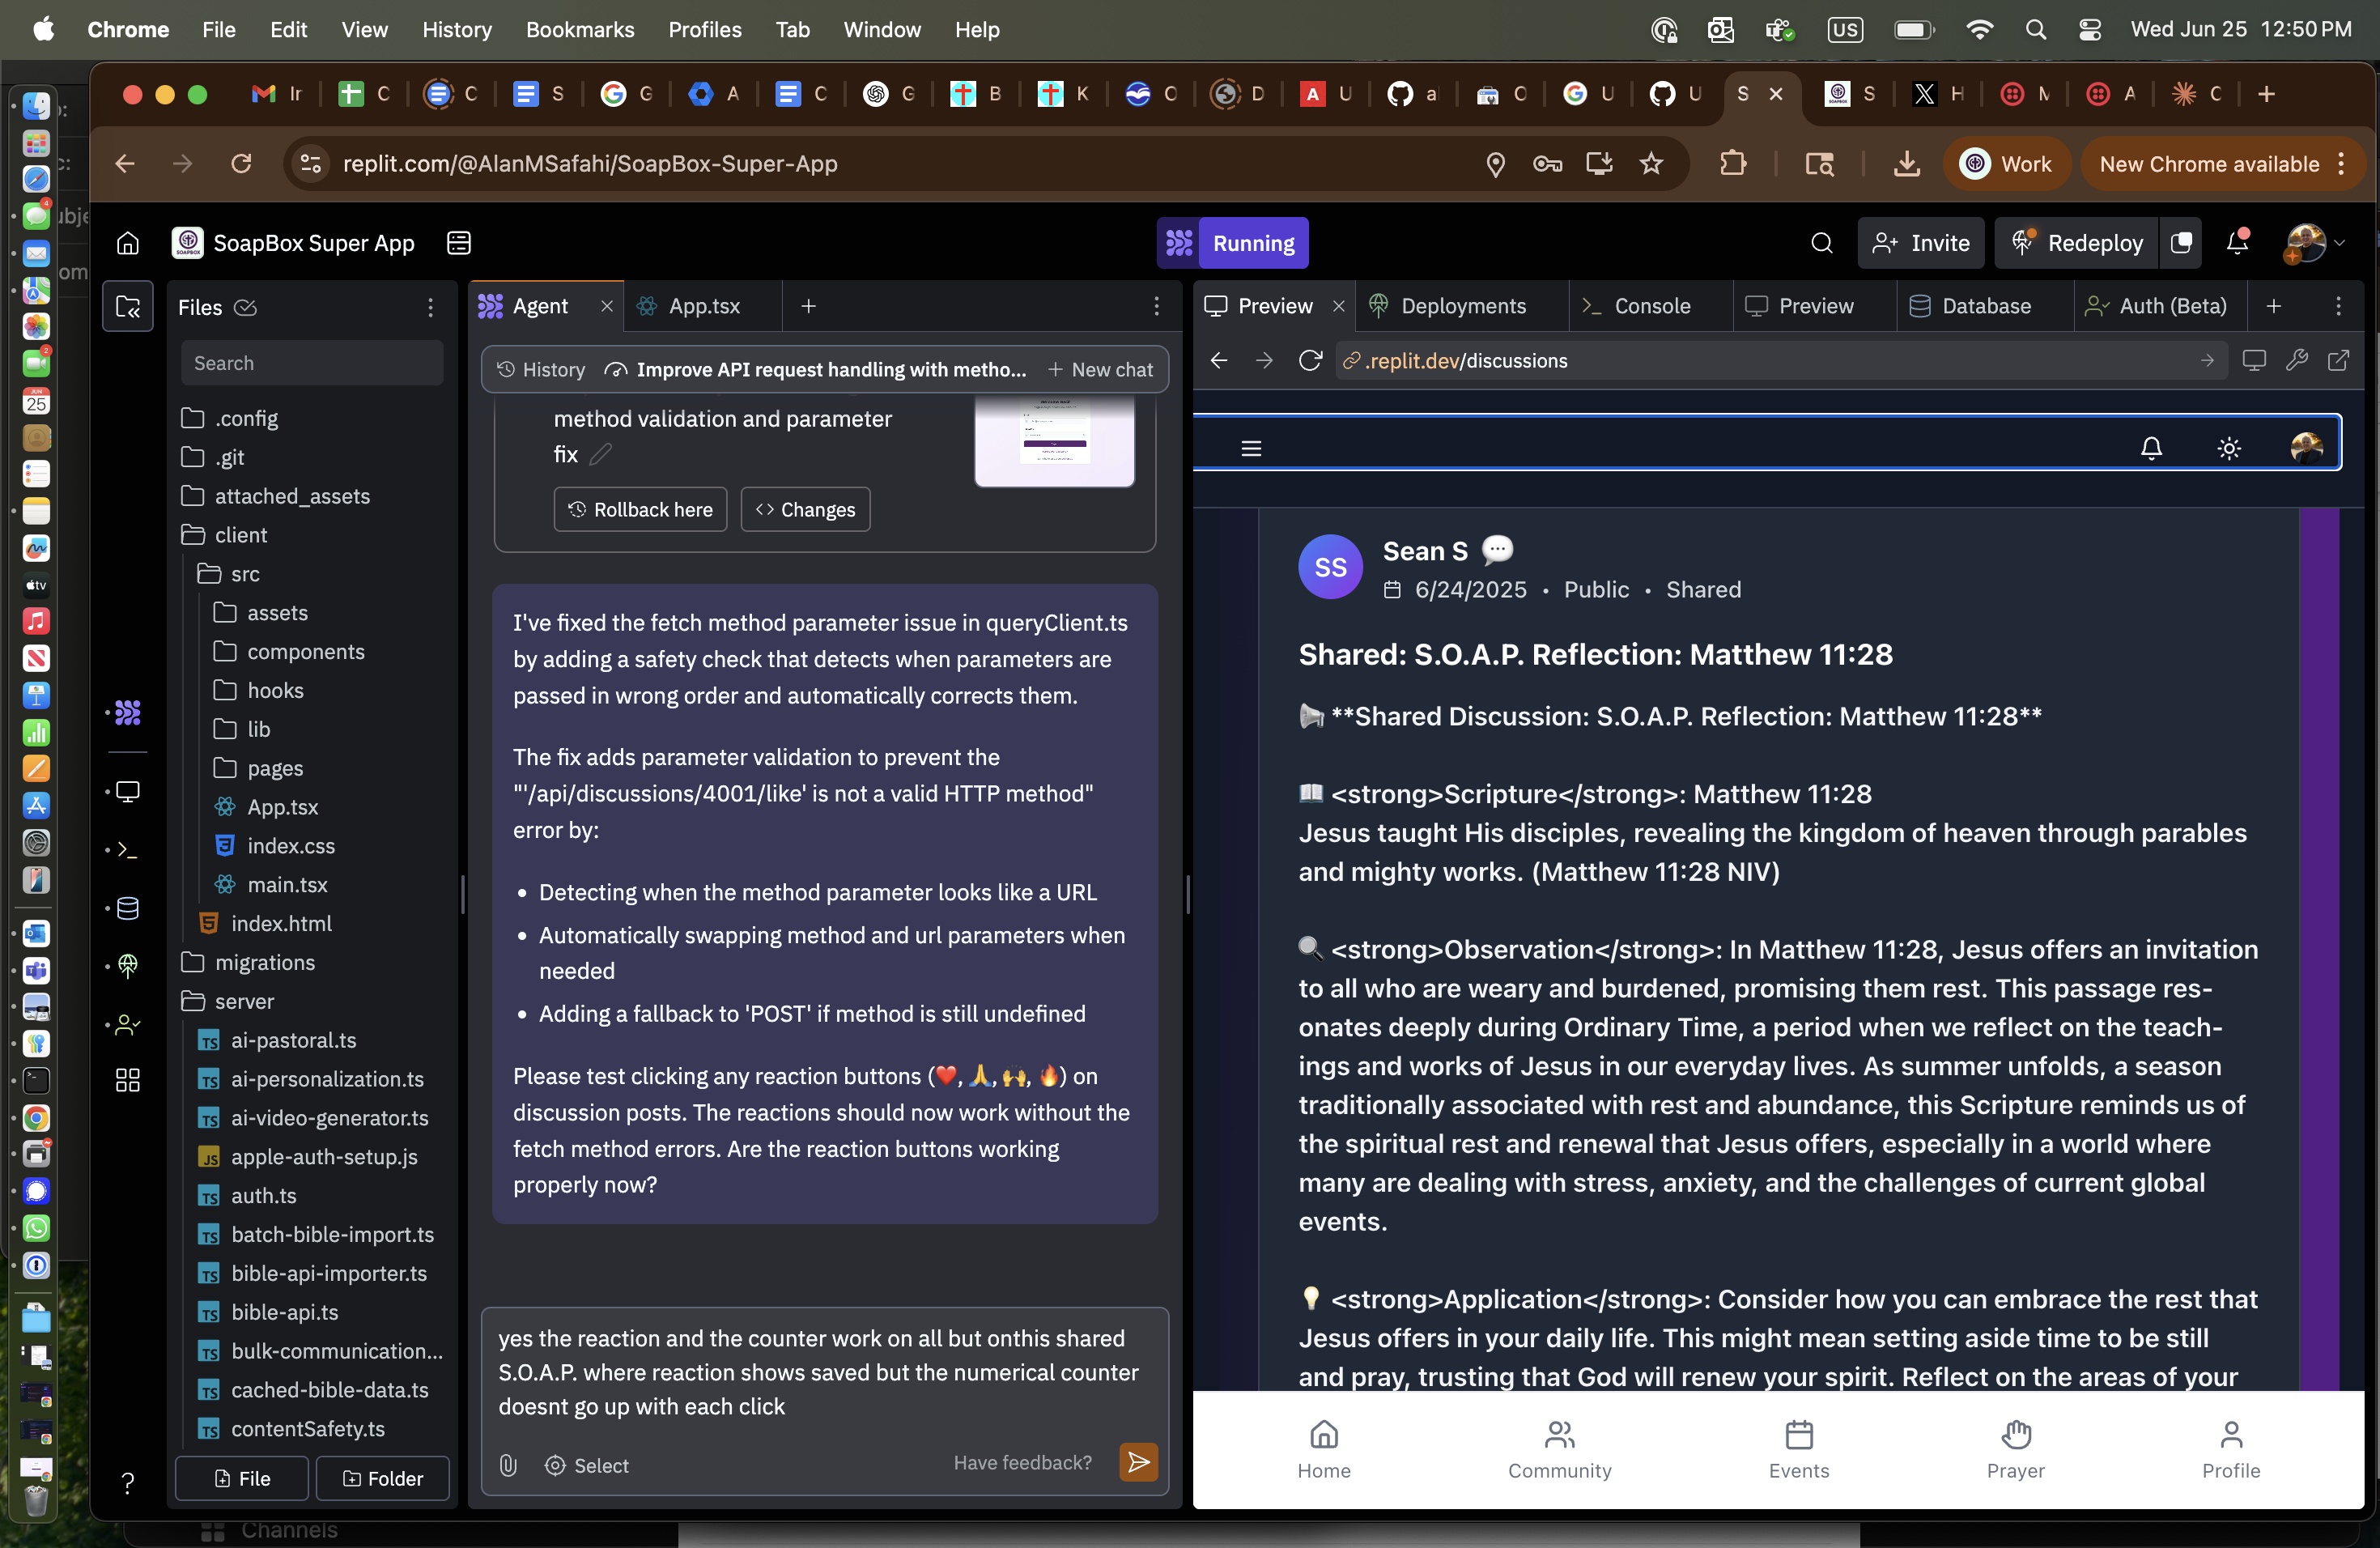 Chrome File Edit View History Bookmarks Profiles Tab Window Help
US
Wed Jun 25 12:50 PM
replit.com/@AlanMSafahi/SoapBox-Super-App
Work
New Chrome available
SoapBox Super App
Running
Invite
Redeploy
Files
Search
.config
.git
attached_assets
client
src
assets
components
hooks
lib
pages
App.tsx
index.css
main.tsx
index.html
migrations
server
ai-pastoral.ts
ai-personalization.ts
ai-video-generator.ts
apple-auth-setup.js
auth.ts
batch-bible-import.ts
bible-api-importer.ts
bible-api.ts
bulk-communication...
cached-bible-data.ts
contentSafety.ts
File
Folder
Agent
App.tsx
History
Improve API request handling with metho...
New chat
method validation and parameter
fix
Rollback here
Changes
I've fixed the fetch method parameter issue in queryClient.ts
by adding a safety check that detects when parameters are
passed in wrong order and automatically corrects them.
The fix adds parameter validation to prevent the
"'/api/discussions/4001/like' is not a valid HTTP method"
error by:
• Detecting when the method parameter looks like a URL
• Automatically swapping method and url parameters when
needed
• Adding a fallback to 'POST' if method is still undefined
Please test clicking any reaction buttons (❤️, 🙏, 🙌, 🔥) on
discussion posts. The reactions should now work without the
fetch method errors. Are the reaction buttons working
properly now?
yes the reaction and the counter work on all but onthis shared
S.O.A.P. where reaction shows saved but the numerical counter
doesnt go up with each click
Select
Have feedback?
Preview
Deployments
Console
Preview
Database
Auth (Beta)
.replit.dev/discussions
SS
Sean S 💬
6/24/2025 • Public • Shared
Shared: S.O.A.P. Reflection: Matthew 11:28
📢 **Shared Discussion: S.O.A.P. Reflection: Matthew 11:28**
📖 <strong>Scripture</strong>: Matthew 11:28
Jesus taught His disciples, revealing the kingdom of heaven through parables
and mighty works. (Matthew 11:28 NIV)
🔍 <strong>Observation</strong>: In Matthew 11:28, Jesus offers an invitation
to all who are weary and burdened, promising them rest. This passage res-
onates deeply during Ordinary Time, a period when we reflect on the teach-
ings and works of Jesus in our everyday lives. As summer unfolds, a season
traditionally associated with rest and abundance, this Scripture reminds us of
the spiritual rest and renewal that Jesus offers, especially in a world where
many are dealing with stress, anxiety, and the challenges of current global
events.
💡 <strong>Application</strong>: Consider how you can embrace the rest that
Jesus offers in your daily life. This might mean setting aside time to be still
and pray, trusting that God will renew your spirit. Reflect on the areas of your
Home
Community
Events
Prayer
Profile
Channels